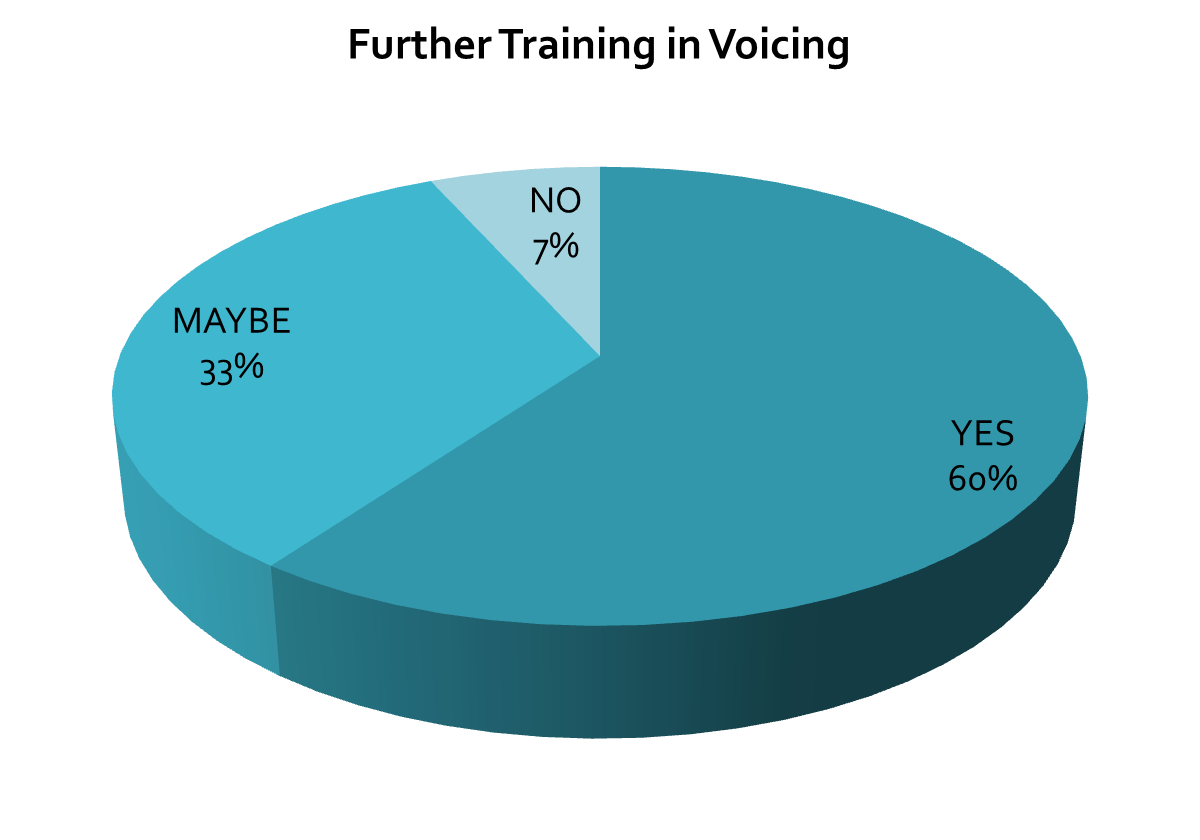 Further Training in Voicing
NO
7%
MAYBE
33%
YES
60%